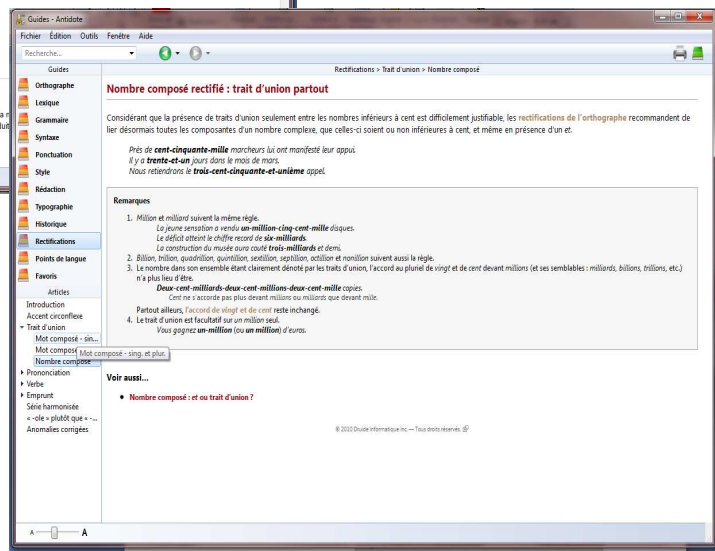 Guides - Antidote
Fichier Édition Outils Fenêtre Aide
Recherche...
Guides
Rectifications > Trait d'union > Nombre composé
Orthographe
Lexique
Grammaire
Syntaxe
Ponctuation
Style
Rédaction
Typographie
Historique
Rectifications
Points de langue
Favoris
Articles
Introduction
Accent circonflexe
Trait d'union
Mot composé - sin...
Mot composé
Mot composé - sing. et plur.
Nombre composé
Prononciation
Verbe
Emprunt
Série harmonisée
« -ole » plutôt que « -...
Anomalies corrigées
A A
Nombre composé rectifié : trait d'union partout
Considérant que la présence de traits d'union seulement entre les nombres inférieurs à cent est difficilement justifiable, les rectifications de l'orthographe recommandent de
lier désormais toutes les composantes d'un nombre complexe, que celles-ci soient ou non inférieures à cent, et même en présence d'un et.
Près de cent-cinquante-mille marcheurs lui ont manifesté leur appui.
Il y a trente-et-un jours dans le mois de mars.
Nous retiendrons le trois-cent-cinquante-et-unième appel.
Remarques
1. Million et milliard suivent la même règle.
La jeune sensation a vendu un-million-cinq-cent-mille disques.
Le déficit atteint le chiffre record de six-milliards.
La construction du musée aura couté trois-milliards et demi.
2. Billion, trillion, quadrillion, quintillion, sextillion, septillion, octillion et nonillion suivent aussi la règle.
3. Le nombre dans son ensemble étant clairement dénoté par les traits d'union, l'accord au pluriel de vingt et de cent devant millions (et ses semblables : milliards, billions, trillions, etc.)
n'a plus lieu d'être.
Deux-cent-milliards-deux-cent-millions-deux-cent-mille copies.
Cent ne s'accorde pas plus devant millions ou milliards que devant mille.
Partout ailleurs, l'accord de vingt et de cent reste inchangé.
4. Le trait d'union est facultatif sur un million seul.
Vous gagnez un-million (ou un million) d'euros.
Voir aussi...
• Nombre composé : et ou trait d'union ?
© 2010 Druide informatique inc. — Tous droits réservés.